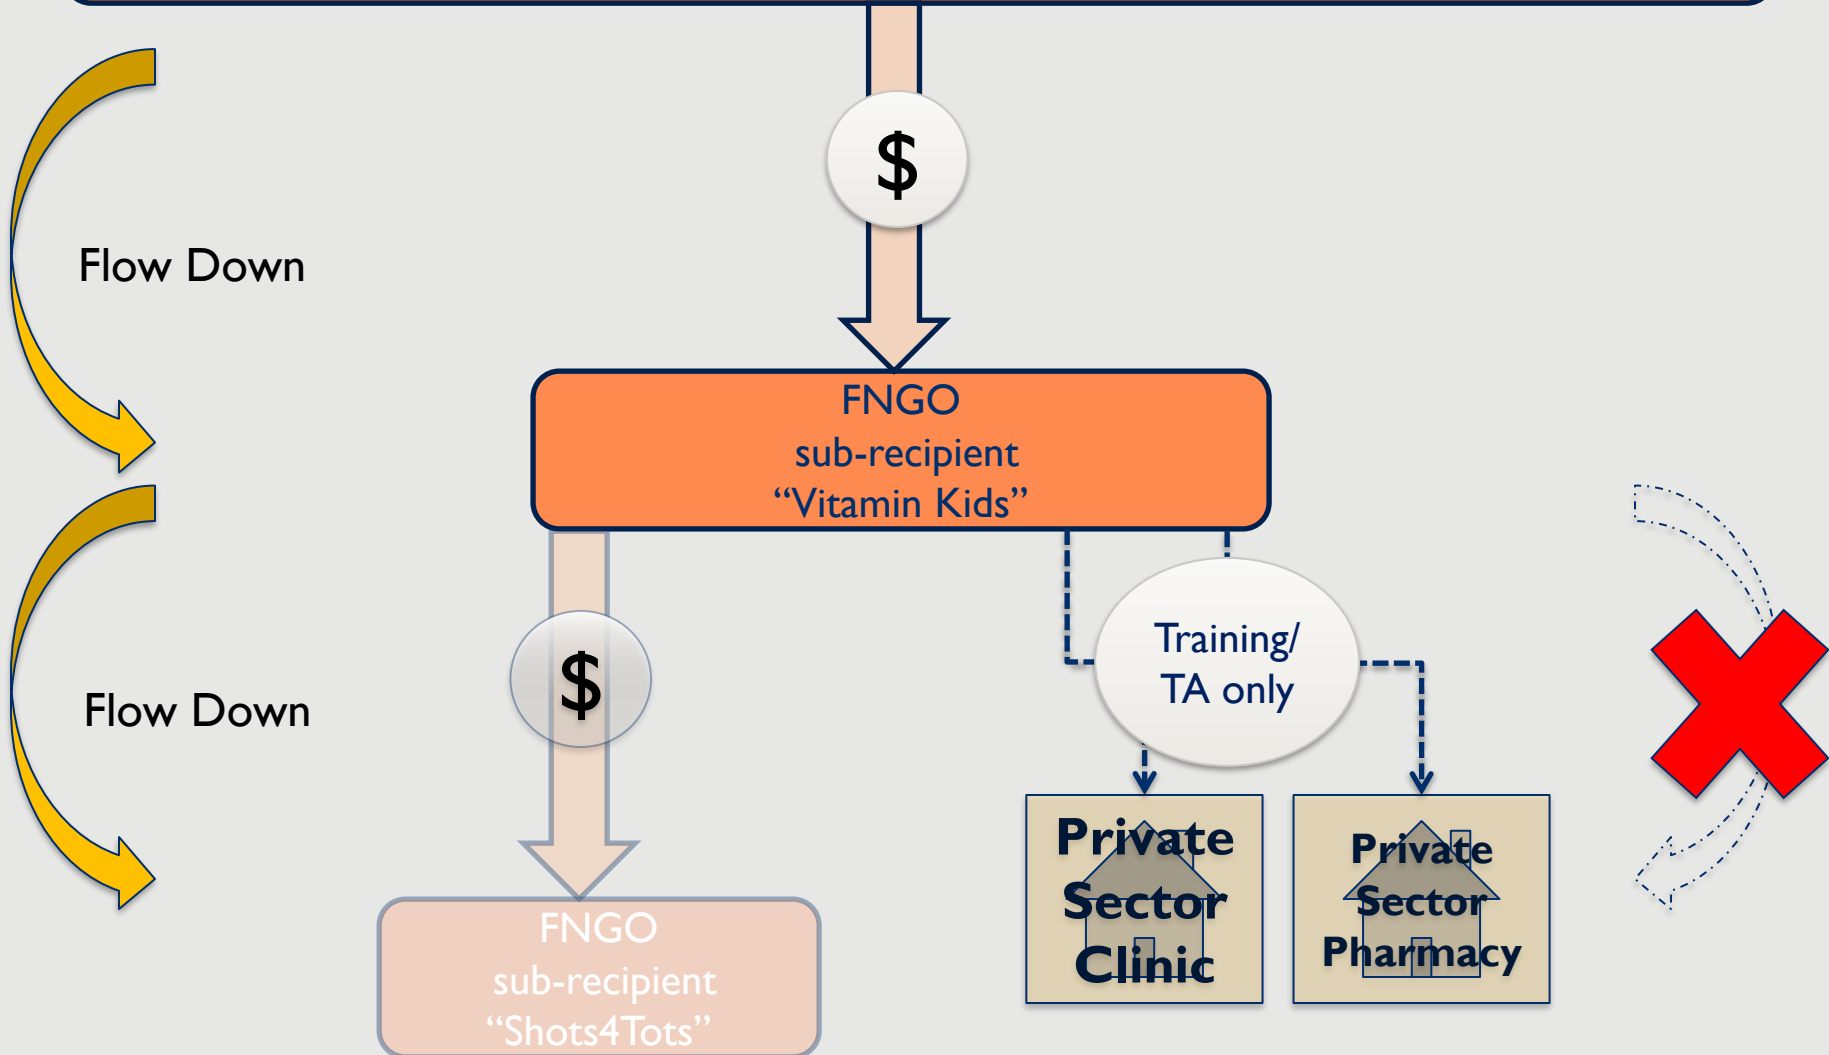 $
Flow Down
FNGO
sub-recipient
“Vitamin Kids”
Training/
TA only
$
Flow Down
Private
Sector
Clinic
Private
Sector
Pharmacy
FNGO
sub-recipient
“Shots4Tots”